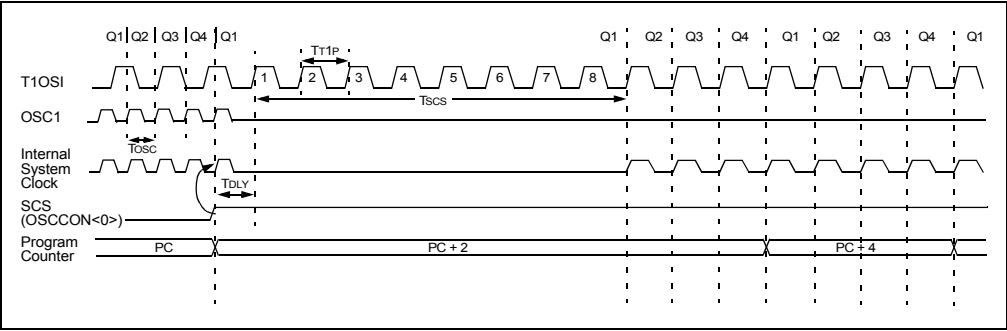 Q1 Q2 Q3 Q4 Q1 Q1 Q2 Q3 Q4 Q1 Q2 Q3 Q4 Q1
TT1P
T1OSI 1 2 3 4 5 6 7 8
TSCS
OSC1
TOSC
Internal
System
Clock
TDLY
SCS
(OSCCON<0>)
Program
Counter
PC PC + 2 PC + 4